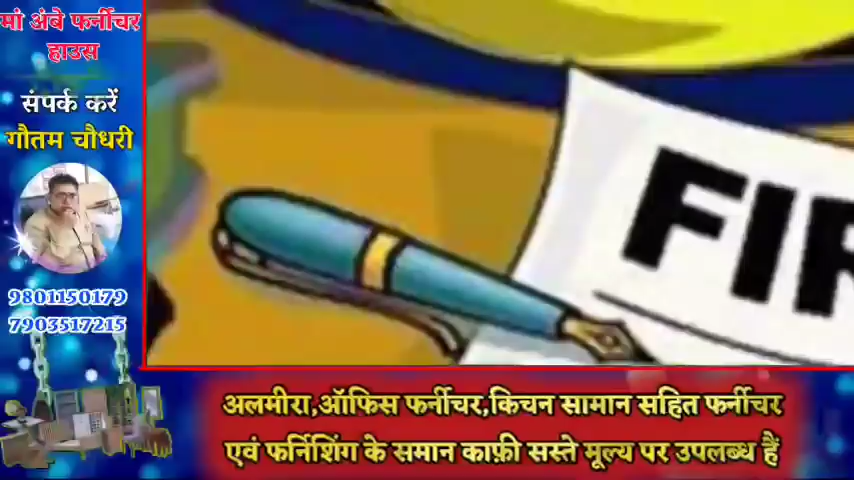 मां अंबे फर्नीचर
हाउस
संपर्क करें
गौतम चौधरी
9801150179
7903517215
FIR
अलमीरा,ऑफिस फर्नीचर,किचन सामान सहित फर्नीचर
एवं फर्निशिंग के समान काफ़ी सस्ते मूल्य पर उपलब्ध हैं